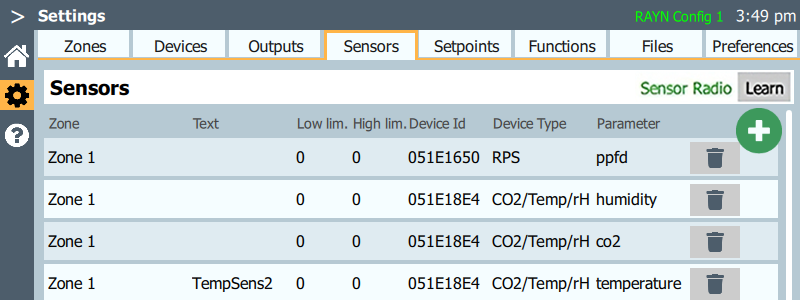 > Settings RAYN Config 1 3:49 pm
Zones Devices Outputs Sensors Setpoints Functions Files Preferences
Sensors Sensor Radio Learn
Zone Text Low lim. High lim. Device Id Device Type Parameter
Zone 1 0 0 051E1650 RPS ppfd
Zone 1 0 0 051E18E4 CO2/Temp/rH humidity
Zone 1 0 0 051E18E4 CO2/Temp/rH co2
Zone 1 TempSens2 0 0 051E18E4 CO2/Temp/rH temperature